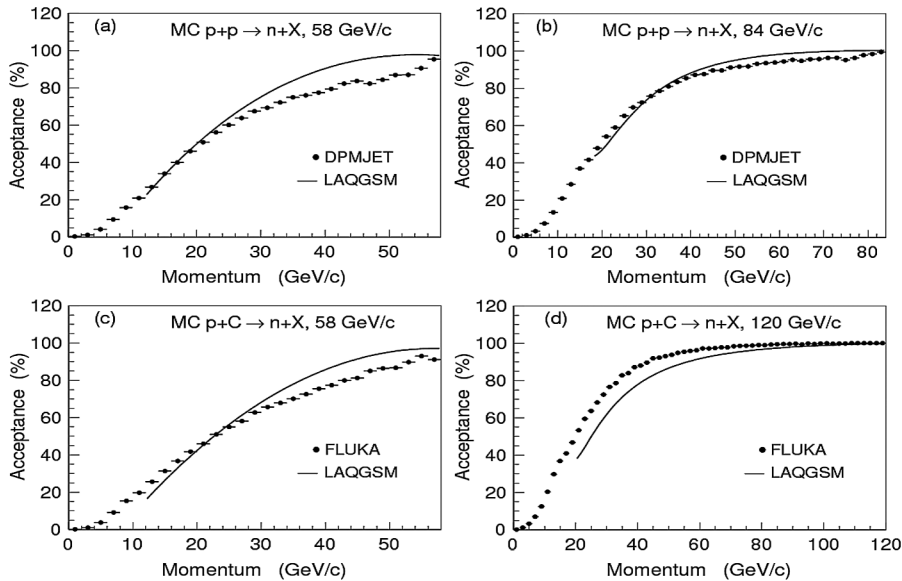 (a) MC p+p → n+X, 58 GeV/c
Acceptance (%)
120
100
80
60
40
20
0
DPMJET
LAQGSM
0 10 20 30 40 50
Momentum (GeV/c)
(b) MC p+p → n+X, 84 GeV/c
Acceptance (%)
120
100
80
60
40
20
0
DPMJET
LAQGSM
0 10 20 30 40 50 60 70 80
Momentum (GeV/c)
(c) MC p+C → n+X, 58 GeV/c
Acceptance (%)
120
100
80
60
40
20
0
FLUKA
LAQGSM
0 10 20 30 40 50
Momentum (GeV/c)
(d) MC p+C → n+X, 120 GeV/c
Acceptance (%)
120
100
80
60
40
20
0
FLUKA
LAQGSM
0 20 40 60 80 100 120
Momentum (GeV/c)